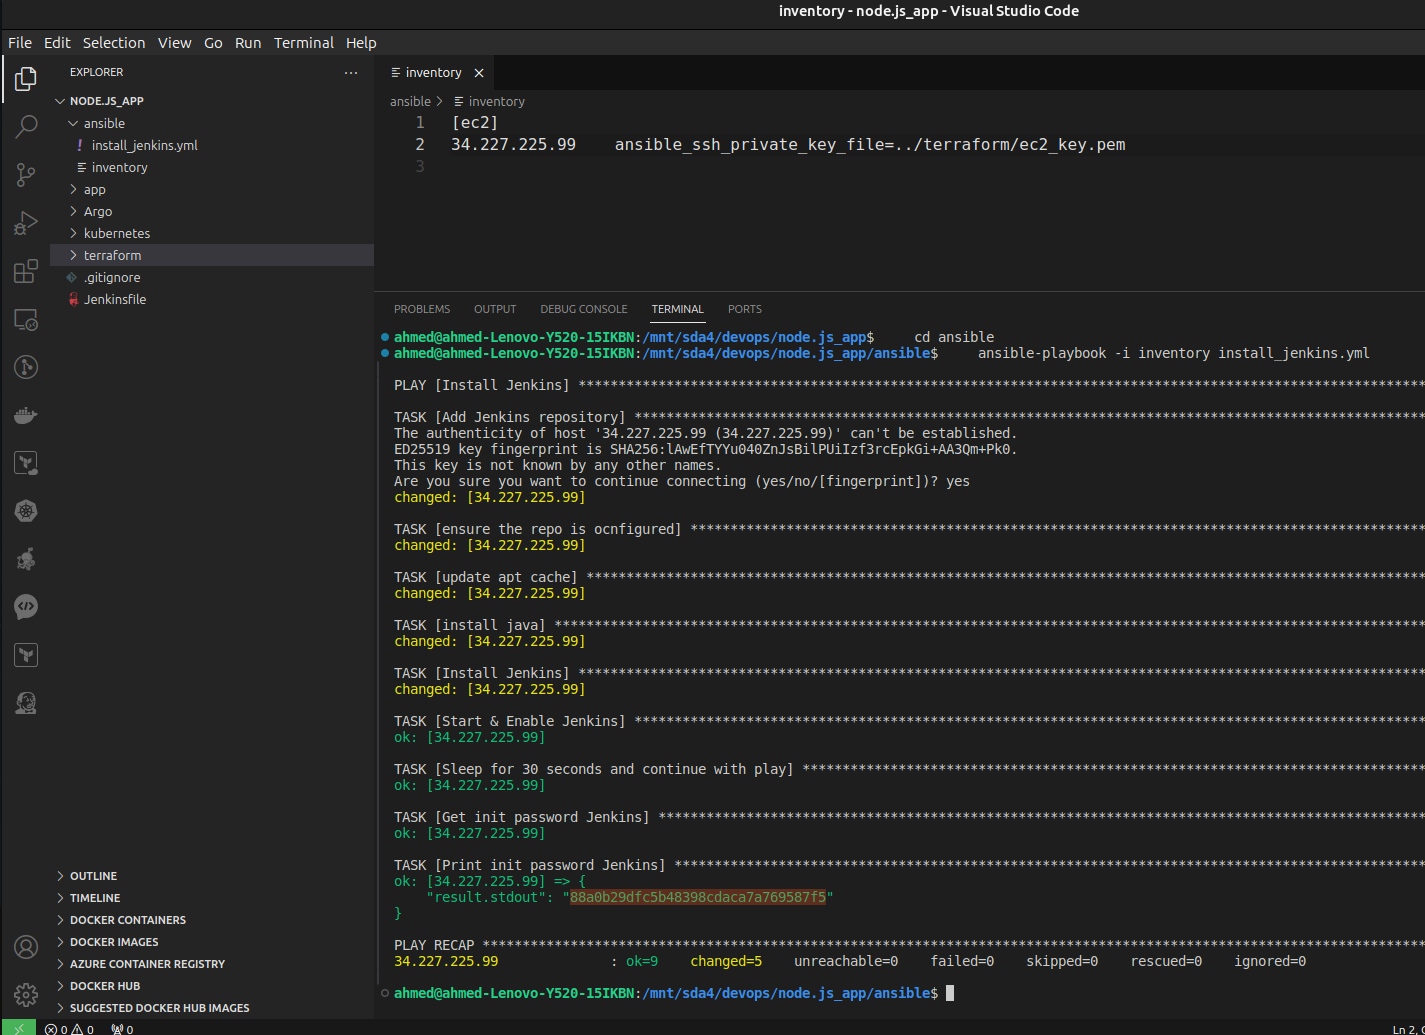 inventory - node.js_app - Visual Studio Code
File Edit Selection View Go Run Terminal Help
EXPLORER
NODE.JS_APP
ansible
! install_jenkins.yml
inventory
app
Argo
kubernetes
terraform
.gitignore
Jenkinsfile
OUTLINE
TIMELINE
DOCKER CONTAINERS
DOCKER IMAGES
AZURE CONTAINER REGISTRY
DOCKER HUB
SUGGESTED DOCKER HUB IMAGES
inventory
ansible > inventory
1 [ec2]
2 34.227.225.99 ansible_ssh_private_key_file=../terraform/ec2_key.pem
3
PROBLEMS OUTPUT DEBUG CONSOLE TERMINAL PORTS
ahmed@ahmed-Lenovo-Y520-15IKBN:/mnt/sda4/devops/node.js_app$ cd ansible
ahmed@ahmed-Lenovo-Y520-15IKBN:/mnt/sda4/devops/node.js_app/ansible$ ansible-playbook -i inventory install_jenkins.yml
PLAY [Install Jenkins] **********************************************************************************************************
TASK [Add Jenkins repository] ***************************************************************************************************
The authenticity of host '34.227.225.99 (34.227.225.99)' can't be established.
ED25519 key fingerprint is SHA256:lAwEfTYYu040ZnJsBilPUiIzf3rcEpkGi+AA3Qm+Pk0.
This key is not known by any other names.
Are you sure you want to continue connecting (yes/no/[fingerprint])? yes
changed: [34.227.225.99]
TASK [ensure the repo is ocnfigured] ********************************************************************************************
changed: [34.227.225.99]
TASK [update apt cache] *********************************************************************************************************
changed: [34.227.225.99]
TASK [install java] *************************************************************************************************************
changed: [34.227.225.99]
TASK [Install Jenkins] **********************************************************************************************************
changed: [34.227.225.99]
TASK [Start & Enable Jenkins] ***************************************************************************************************
ok: [34.227.225.99]
TASK [Sleep for 30 seconds and continue with play] ******************************************************************************
ok: [34.227.225.99]
TASK [Get init password Jenkins] ************************************************************************************************
ok: [34.227.225.99]
TASK [Print init password Jenkins] **********************************************************************************************
ok: [34.227.225.99] => {
"result.stdout": "88a0b29dfc5b48398cdaca7a769587f5"
}
PLAY RECAP **********************************************************************************************************************
34.227.225.99 : ok=9 changed=5 unreachable=0 failed=0 skipped=0 rescued=0 ignored=0
ahmed@ahmed-Lenovo-Y520-15IKBN:/mnt/sda4/devops/node.js_app/ansible$
0 0 0 Ln 2,